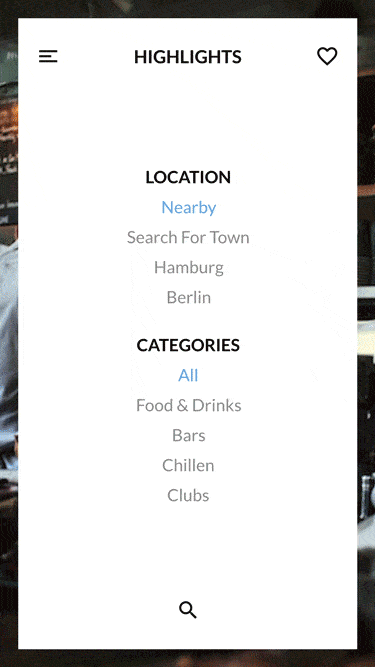 HIGHLIGHTS
LOCATION
Nearby
Search For Town
Hamburg
Berlin
CATEGORIES
All
Food & Drinks
Bars
Chillen
Clubs